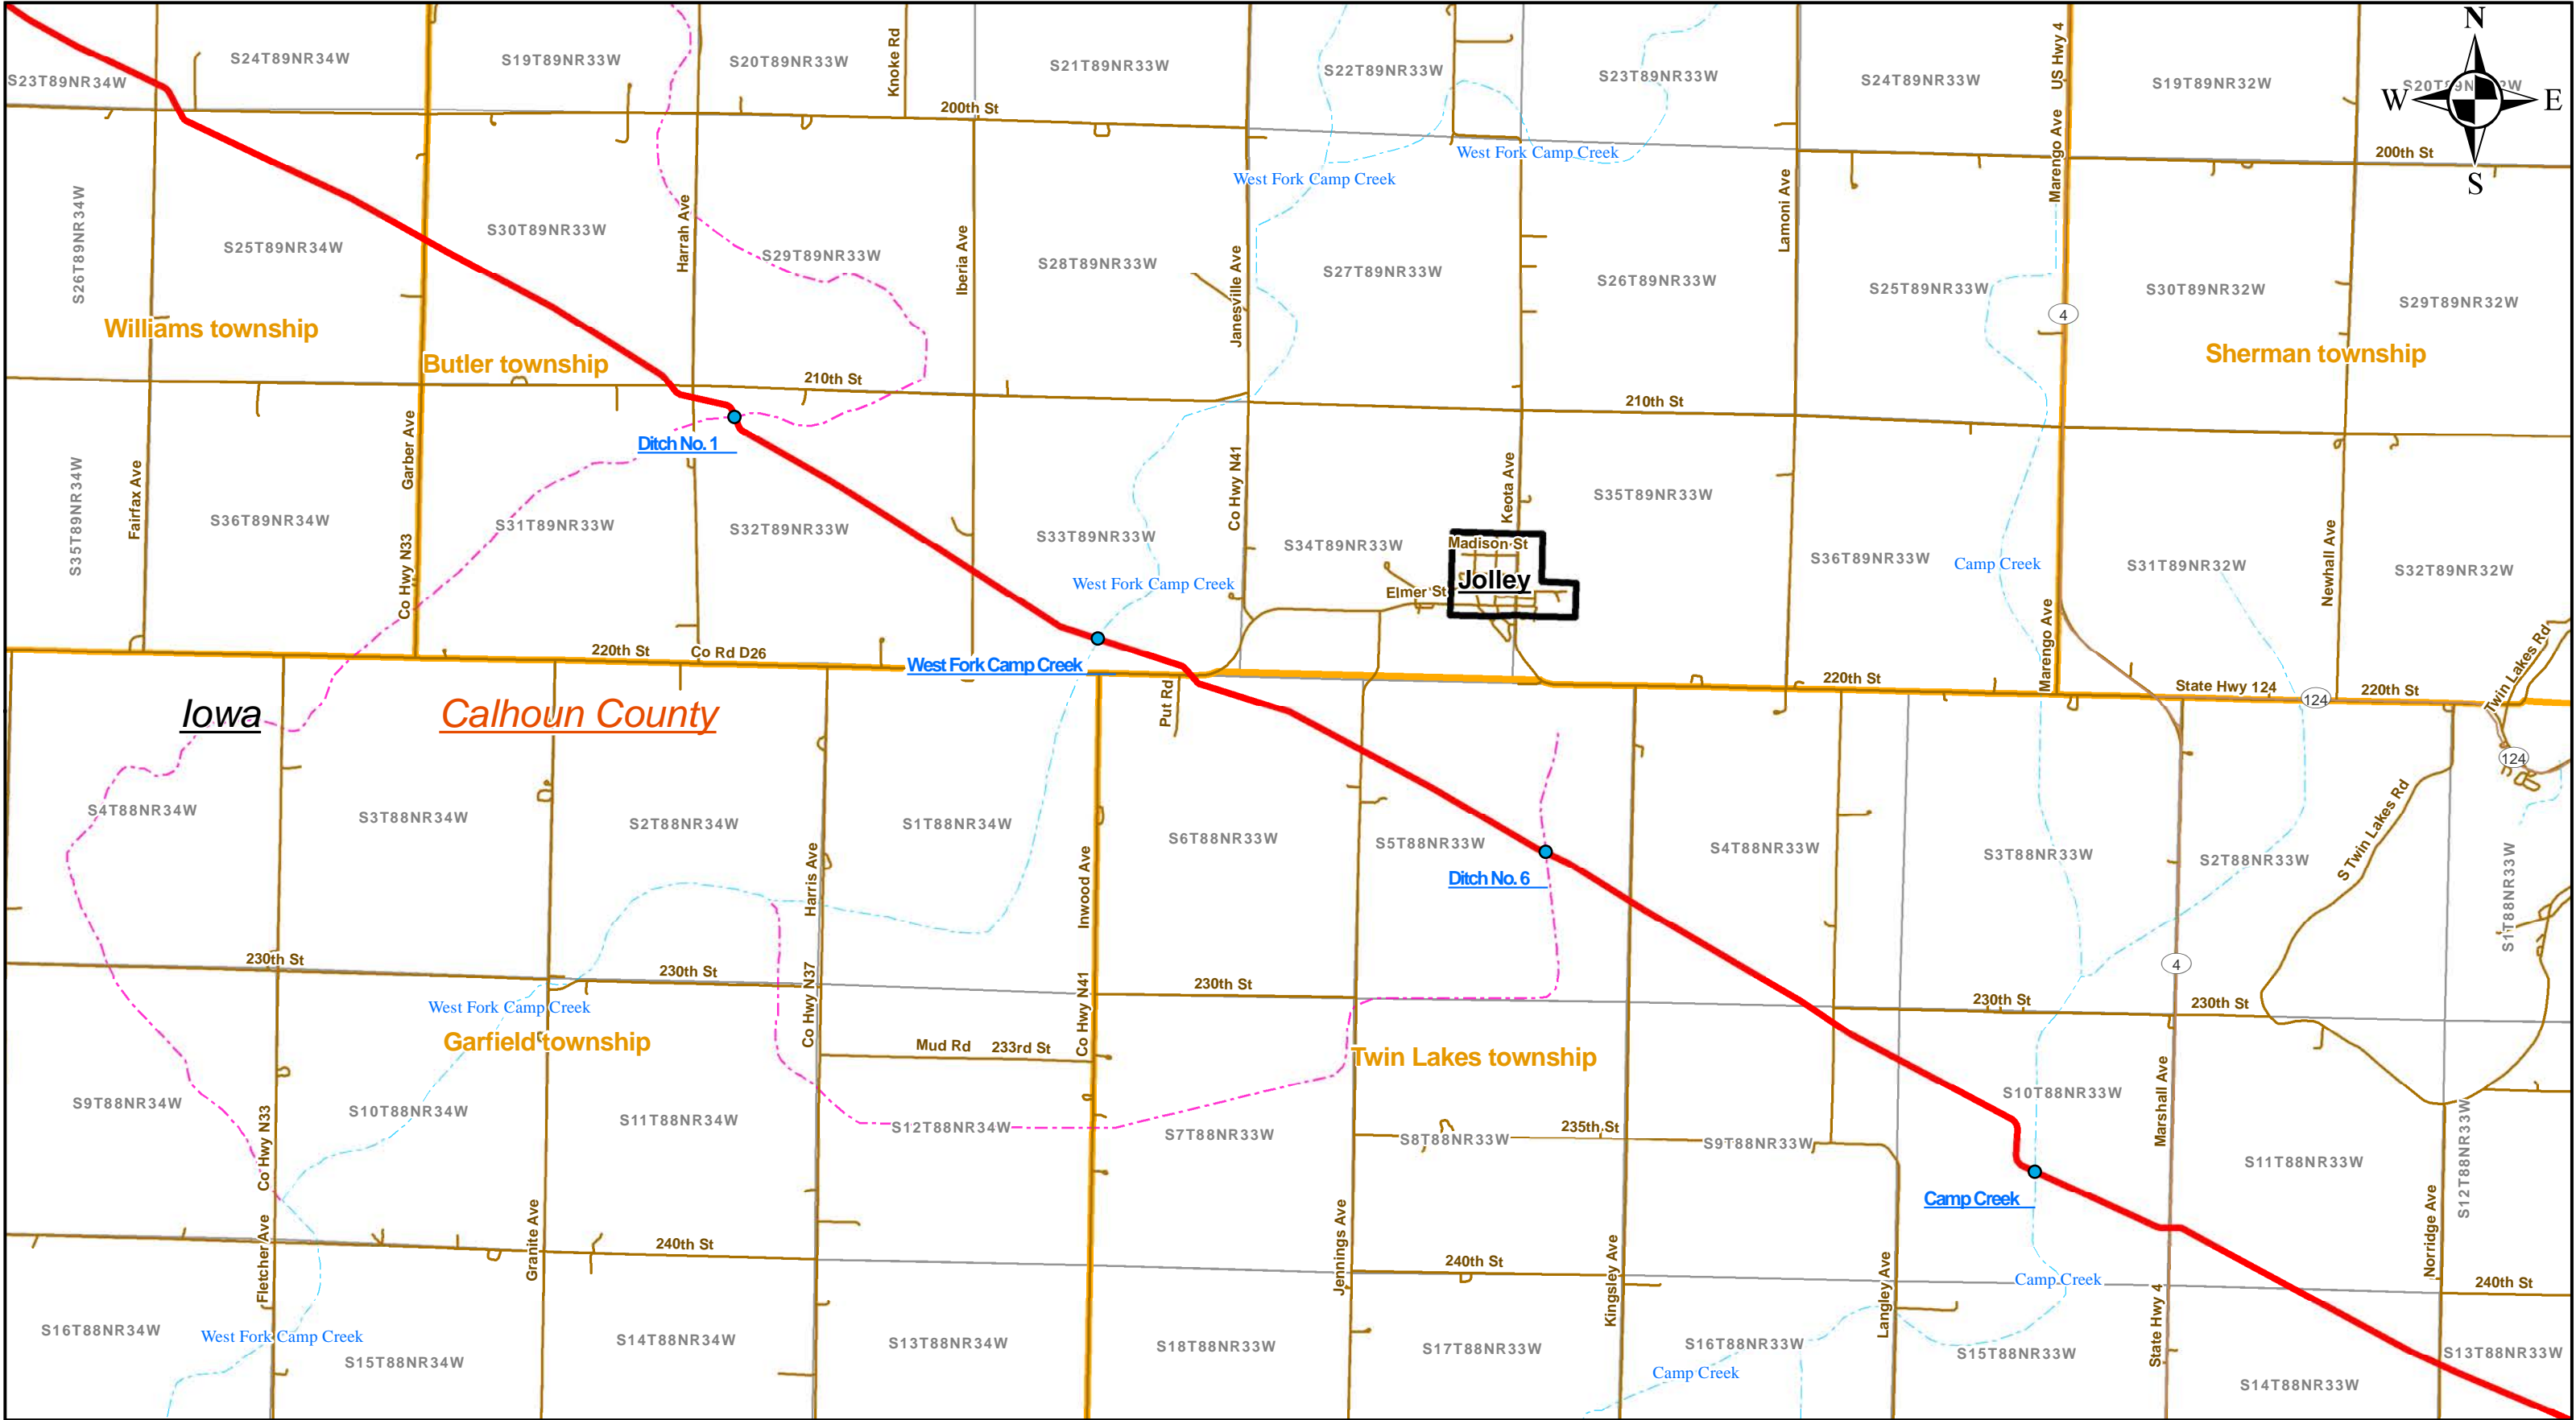 N
W
E
S
S23T89NR34W
S24T89NR34W
S19T89NR33W
S20T89NR33W
Knoke Rd
S21T89NR33W
S22T89NR33W
S23T89NR33W
S24T89NR33W
US Hwy 4
S19T89NR32W
200th St
Marengo Ave
200th St
West Fork Camp Creek
West Fork Camp Creek
S26T89NR34W
S25T89NR34W
S30T89NR33W
Harrah Ave
S29T89NR33W
Iberia Ave
S28T89NR33W
Janesville Ave
S27T89NR33W
S26T89NR33W
Lamoni Ave
S25T89NR33W
4
S30T89NR32W
S29T89NR32W
Williams township
Butler township
Sherman township
210th St
210th St
Garber Ave
Ditch No. 1
Fairfax Ave
S35T89NR34W
S36T89NR34W
Co Hwy N33
S31T89NR33W
S32T89NR33W
S33T89NR33W
Co Hwy N41
S34T89NR33W
Keota Ave
S35T89NR33W
Madison St
Jolley
Elmer St
S36T89NR33W
Camp Creek
S31T89NR32W
Newhall Ave
S32T89NR32W
West Fork Camp Creek
Marengo Ave
Twin Lakes Rd
220th St
Co Rd D26
West Fork Camp Creek
220th St
State Hwy 124
124
220th St
Iowa
Calhoun County
Put Rd
124
S4T88NR34W
S3T88NR34W
S2T88NR34W
Harris Ave
S1T88NR34W
Inwood Ave
S6T88NR33W
S5T88NR33W
Ditch No. 6
S4T88NR33W
S3T88NR33W
S2T88NR33W
S Twin Lakes Rd
S1T88NR33W
230th St
230th St
Co Hwy N37
Co Hwy N41
230th St
4
230th St
230th St
West Fork Camp Creek
Garfield township
Mud Rd
233rd St
Twin Lakes township
S9T88NR34W
Co Hwy N33
S10T88NR34W
S11T88NR34W
S12T88NR34W
S7T88NR33W
S8T88NR33W
235th St
S9T88NR33W
S10T88NR33W
Marshall Ave
S11T88NR33W
S12T88NR33W
Camp Creek
Fletcher Ave
Granite Ave
240th St
Jennings Ave
240th St
Kingsley Ave
Langley Ave
Camp Creek
State Hwy 4
Norridge Ave
240th St
S16T88NR34W
West Fork Camp Creek
S15T88NR34W
S14T88NR34W
S13T88NR34W
S18T88NR33W
S17T88NR33W
S16T88NR33W
Camp Creek
S15T88NR33W
S14T88NR33W
S13T88NR33W